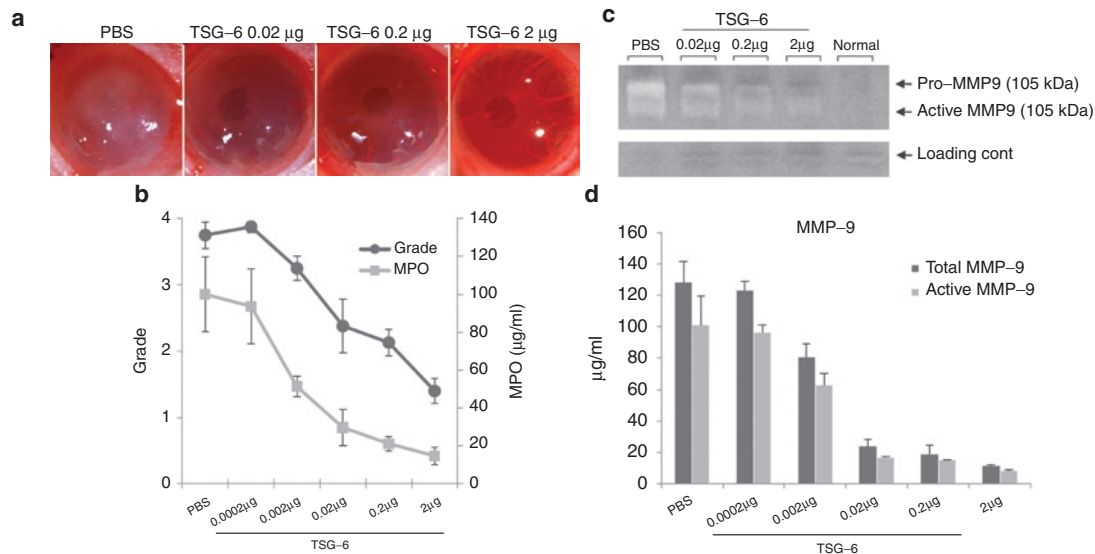 a
PBS TSG–6 0.02 µg TSG–6 0.2 µg TSG–6 2 µg
b
4
3
2
1
0
Grade
140
120
100
80
60
40
20
0
MPO (µg/ml)
Grade
MPO
PBS 0.0002µg 0.002µg 0.02µg 0.2µg 2µg
TSG–6
c
TSG–6
PBS 0.02µg 0.2µg 2µg Normal
Pro–MMP9 (105 kDa)
Active MMP9 (105 kDa)
Loading cont
d
MMP–9
160
140
120
100
80
60
40
20
0
µg/ml
Total MMP–9
Active MMP–9
PBS 0.0002µg 0.002µg 0.02µg 0.2µg 2µg
TSG–6